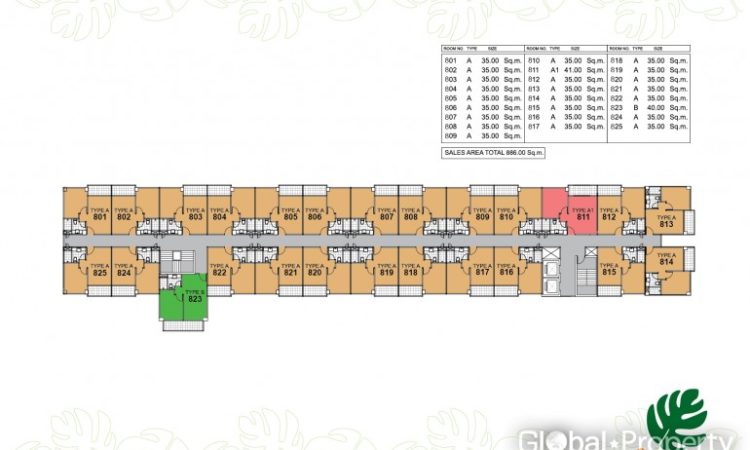 ROOM NO. TYPE SIZE ROOM NO. TYPE SIZE ROOM NO. TYPE SIZE
801 A 35.00 Sq.m. 810 A 35.00 Sq.m. 818 A 35.00 Sq.m.
802 A 35.00 Sq.m. 811 A1 41.00 Sq.m. 819 A 35.00 Sq.m.
803 A 35.00 Sq.m. 812 A 35.00 Sq.m. 820 A 35.00 Sq.m.
804 A 35.00 Sq.m. 813 A 35.00 Sq.m. 821 A 35.00 Sq.m.
805 A 35.00 Sq.m. 814 A 35.00 Sq.m. 822 A 35.00 Sq.m.
806 A 35.00 Sq.m. 815 A 35.00 Sq.m. 823 B 40.00 Sq.m.
807 A 35.00 Sq.m. 816 A 35.00 Sq.m. 824 A 35.00 Sq.m.
808 A 35.00 Sq.m. 817 A 35.00 Sq.m. 825 A 35.00 Sq.m.
809 A 35.00 Sq.m.
SALES AREA TOTAL 886.00 Sq.m.
TYPE A TYPE A TYPE A TYPE A TYPE A TYPE A TYPE A TYPE A TYPE A TYPE A TYPE A1 TYPE A TYPE A
801 802 803 804 805 806 807 808 809 810 811 812 813
TYPE A TYPE A TYPE A TYPE A TYPE A TYPE A TYPE A TYPE A TYPE A TYPE A TYPE A
825 824 822 821 820 819 818 817 816 815 814
TYPE B
823
Global Property